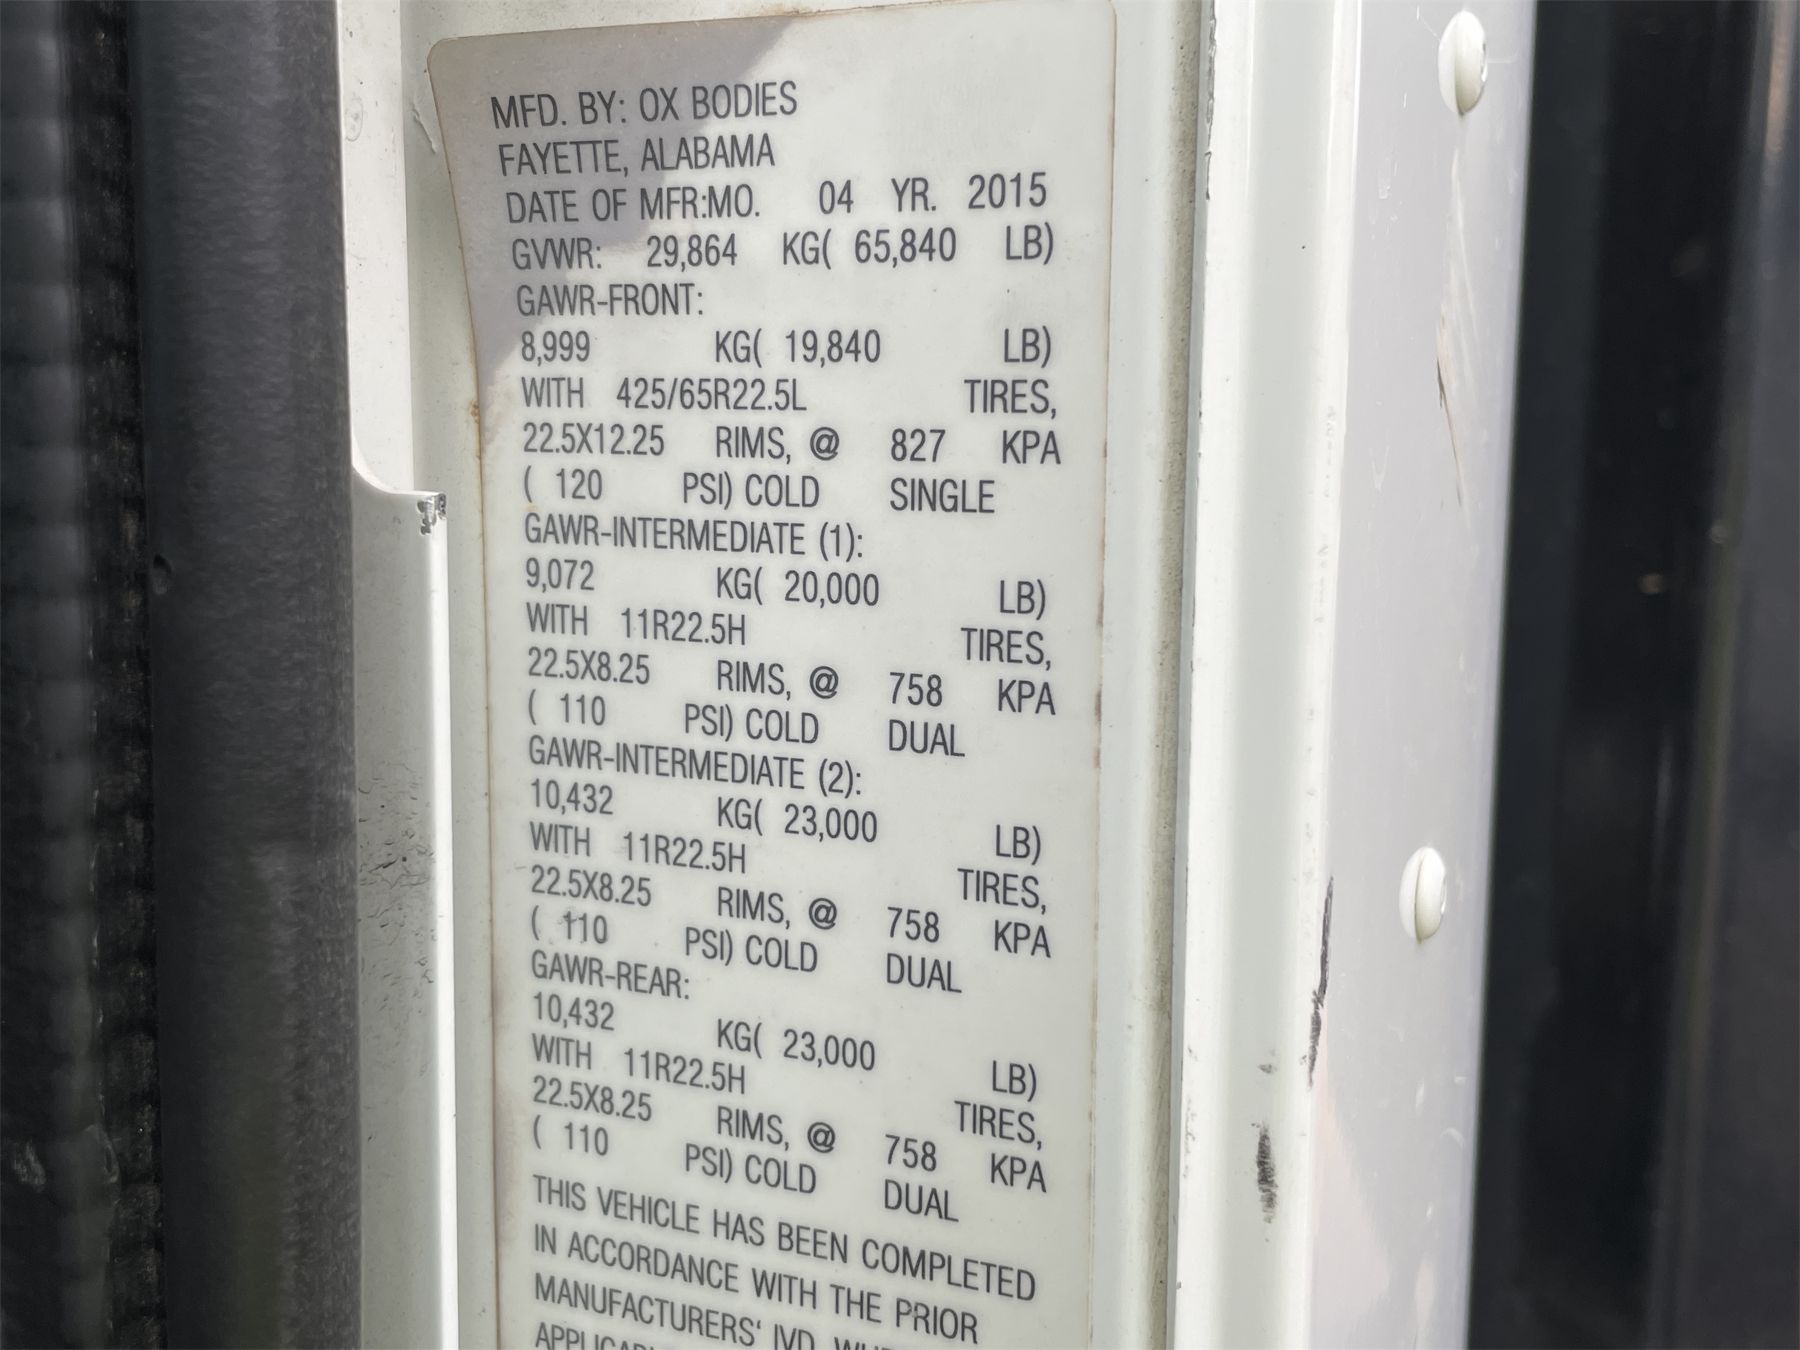 MFD. BY: OX BODIES
FAYETTE, ALABAMA
DATE OF MFR:MO. 04 YR. 2015
GVWR: 29,864 KG( 65,840 LB)
GAWR-FRONT:
8,999 KG( 19,840 LB)
WITH 425/65R22.5L TIRES,
22.5X12.25 RIMS, @ 827 KPA
( 120 PSI) COLD SINGLE
GAWR-INTERMEDIATE (1):
9,072 KG( 20,000 LB)
WITH 11R22.5H TIRES,
22.5X8.25 RIMS, @ 758 KPA
( 110 PSI) COLD DUAL
GAWR-INTERMEDIATE (2):
10,432 KG( 23,000 LB)
WITH 11R22.5H TIRES,
22.5X8.25 RIMS, @ 758 KPA
( 110 PSI) COLD DUAL
GAWR-REAR:
10,432 KG( 23,000 LB)
WITH 11R22.5H TIRES,
22.5X8.25 RIMS, @ 758 KPA
( 110 PSI) COLD DUAL
THIS VEHICLE HAS BEEN COMPLETED
IN ACCORDANCE WITH THE PRIOR
MANUFACTURERS' IVD,